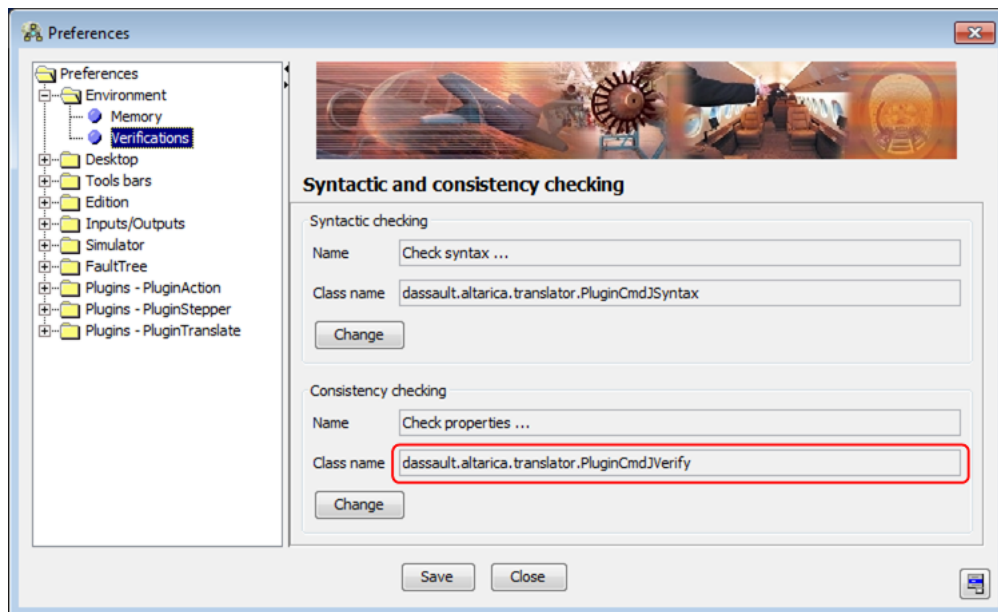 Preferences
Preferences
Environment
Memory
Verifications
Desktop
Tools bars
Edition
Inputs/Outputs
Simulator
FaultTree
Plugins - PluginAction
Plugins - PluginStepper
Plugins - PluginTranslate
Syntactic and consistency checking
Syntactic checking
Name Check syntax ...
Class name dassault.altarica.translator.PluginCmdJSyntax
Change
Consistency checking
Name Check properties ...
Class name dassault.altarica.translator.PluginCmdJVerify
Change
Save Close